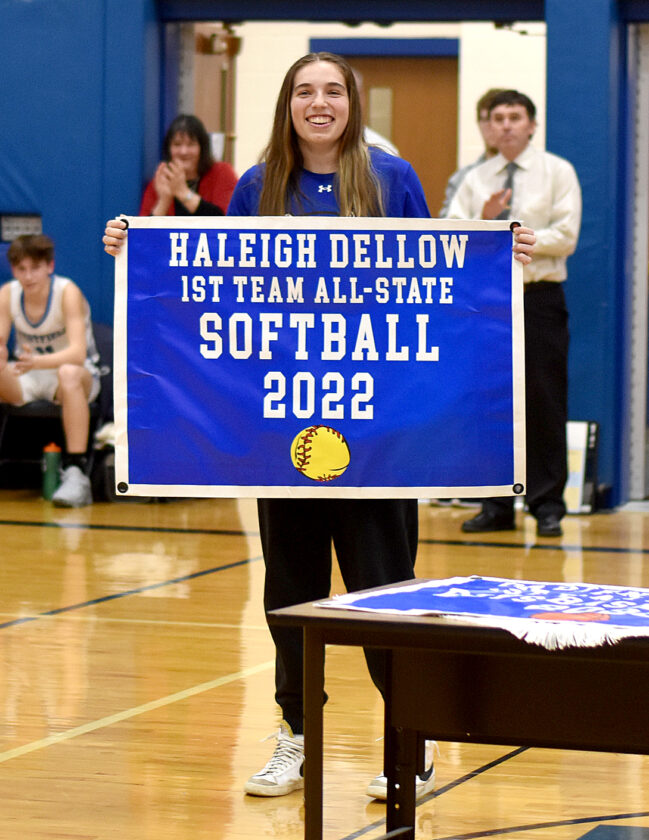 HALEIGH DELLOW
1ST TEAM ALL-STATE
SOFTBALL
2022